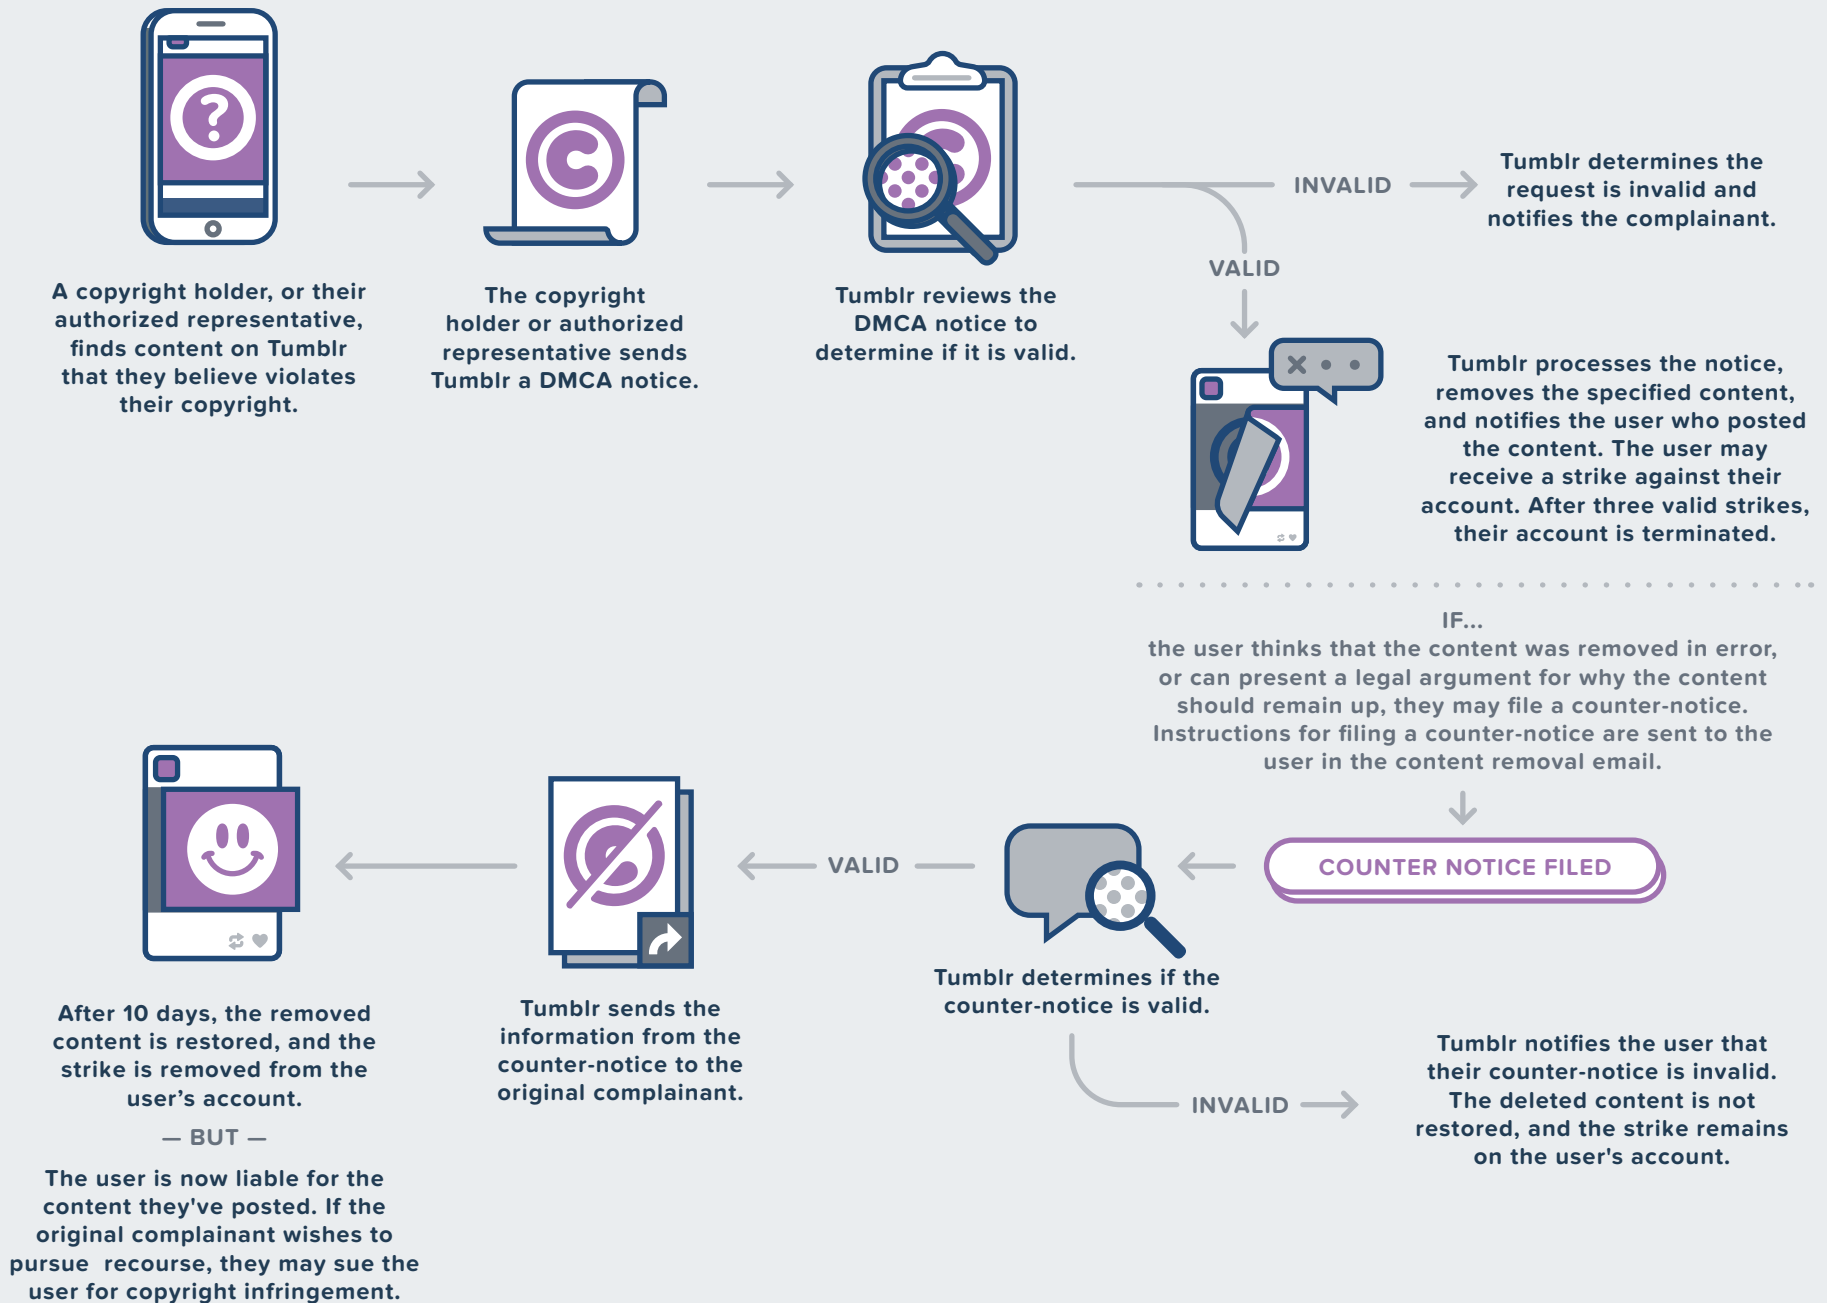 A copyright holder, or their
authorized representative,
finds content on Tumblr
that they believe violates
their copyright.
The copyright
holder or authorized
representative sends
Tumblr a DMCA notice.
Tumblr reviews the
DMCA notice to
determine if it is valid.
INVALID
Tumblr determines the
request is invalid and
notifies the complainant.
VALID
Tumblr processes the notice,
removes the specified content,
and notifies the user who posted
the content. The user may
receive a strike against their
account. After three valid strikes,
their account is terminated.
IF...
the user thinks that the content was removed in error,
or can present a legal argument for why the content
should remain up, they may file a counter-notice.
Instructions for filing a counter-notice are sent to the
user in the content removal email.
COUNTER NOTICE FILED
Tumblr determines if the
counter-notice is valid.
INVALID
Tumblr notifies the user that
their counter-notice is invalid.
The deleted content is not
restored, and the strike remains
on the user's account.
VALID
Tumblr sends the
information from the
counter-notice to the
original complainant.
After 10 days, the removed
content is restored, and the
strike is removed from the
user’s account.
— BUT —
The user is now liable for the
content they've posted. If the
original complainant wishes to
pursue  recourse, they may sue the
user for copyright infringement.